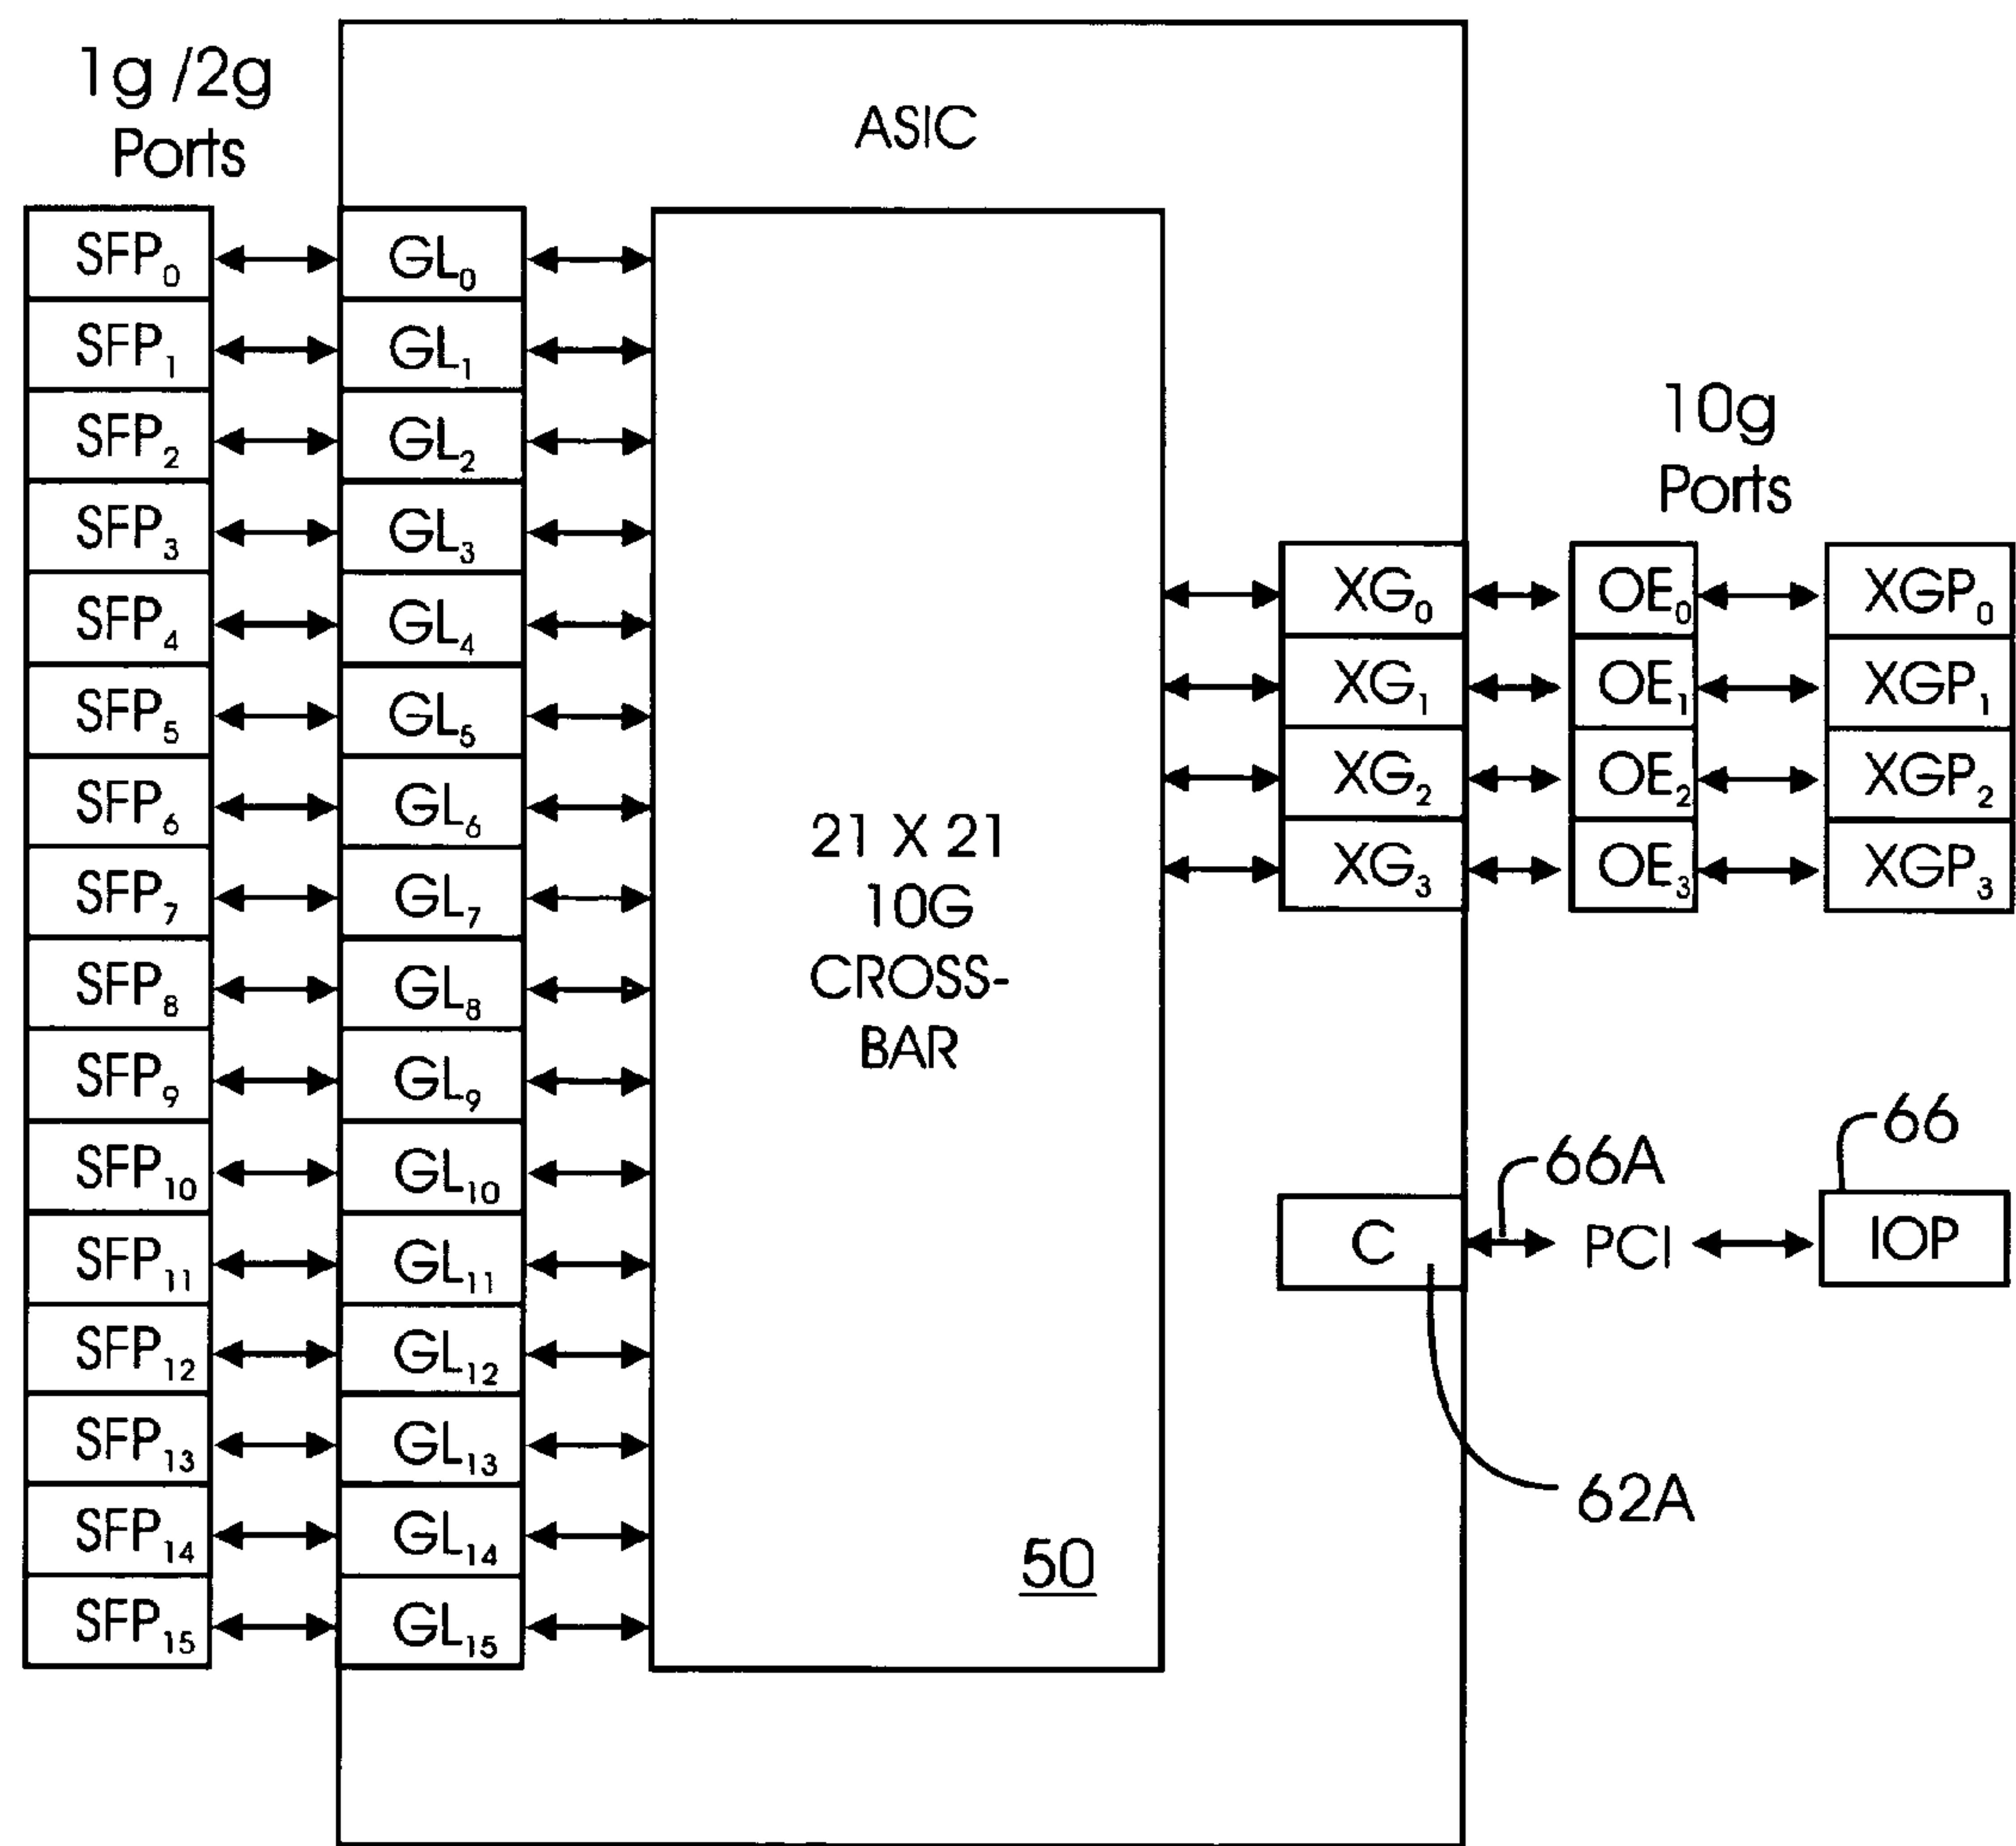 1g /2g
Ports
ASIC
SFP0
GL0
SFP1
GL1
SFP2
GL2
SFP3
GL3
SFP4
GL4
SFP5
GL5
SFP6
GL6
SFP7
GL7
SFP8
GL8
SFP9
GL9
SFP10
GL10
SFP11
GL11
SFP12
GL12
SFP13
GL13
SFP14
GL14
SFP15
GL15
21 X 21
10G
CROSS-
BAR
50
10g
Ports
XG0
OE0
XGP0
XG1
OE1
XGP1
XG2
OE2
XGP2
XG3
OE3
XGP3
66
66A
C
PCI
IOP
62A